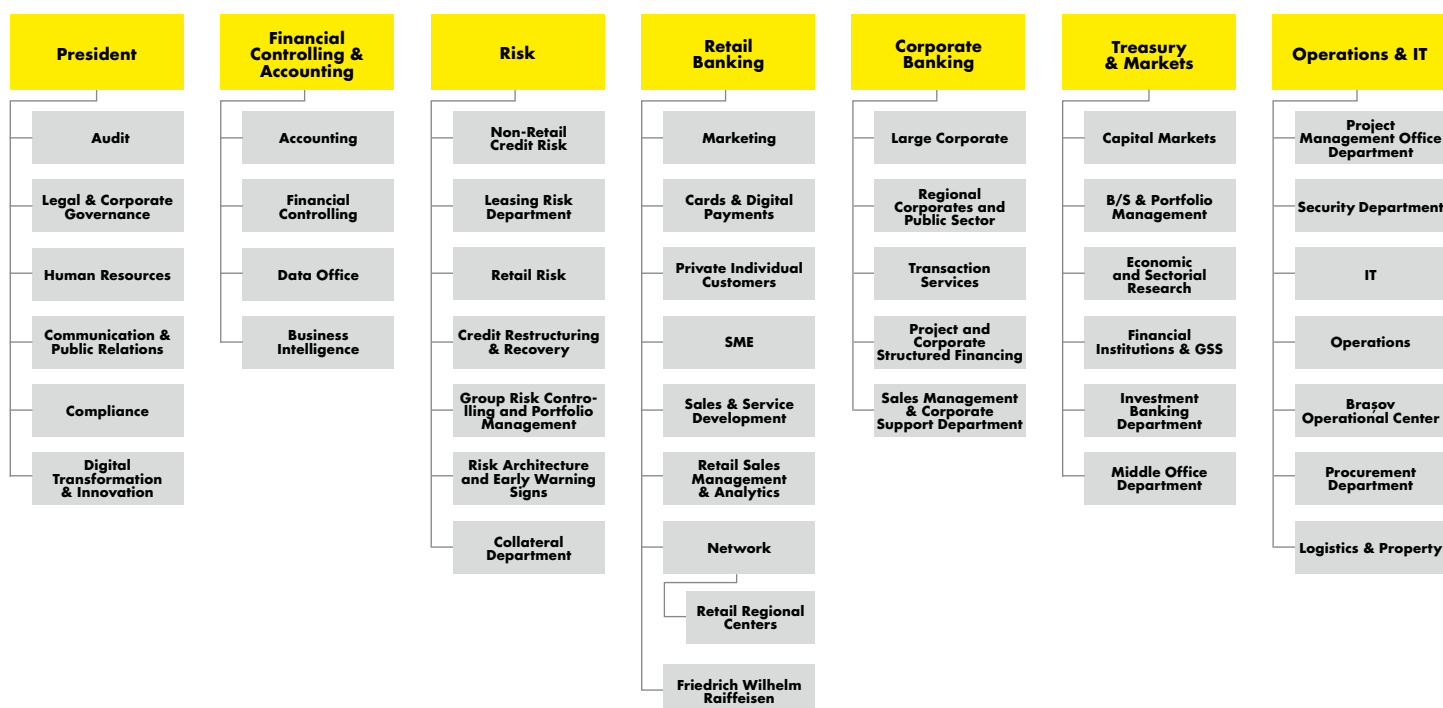 President
Audit
Legal & Corporate
Governance
Human Resources
Communication &
Public Relations
Compliance
Digital
Transformation
& Innovation
Financial
Controlling &
Accounting
Accounting
Financial
Controlling
Data Office
Business
Intelligence
Risk
Non-Retail
Credit Risk
Leasing Risk
Department
Retail Risk
Credit Restructuring
& Recovery
Group Risk Contro-
lling and Portfolio
Management
Risk Architecture
and Early Warning
Signs
Collateral
Department
Retail
Banking
Marketing
Cards & Digital
Payments
Private Individual
Customers
SME
Sales & Service
Development
Retail Sales
Management
& Analytics
Network
Retail Regional
Centers
Friedrich Wilhelm
Raiffeisen
Corporate
Banking
Large Corporate
Regional
Corporates and
Public Sector
Transaction
Services
Project and
Corporate
Structured Financing
Sales Management
& Corporate
Support Department
Treasury
& Markets
Capital Markets
B/S & Portfolio
Management
Economic
and Sectorial
Research
Financial
Institutions & GSS
Investment
Banking
Department
Middle Office
Department
Operations & IT
Project
Management Office
Department
Security Department
IT
Operations
Brașov
Operational Center
Procurement
Department
Logistics & Property